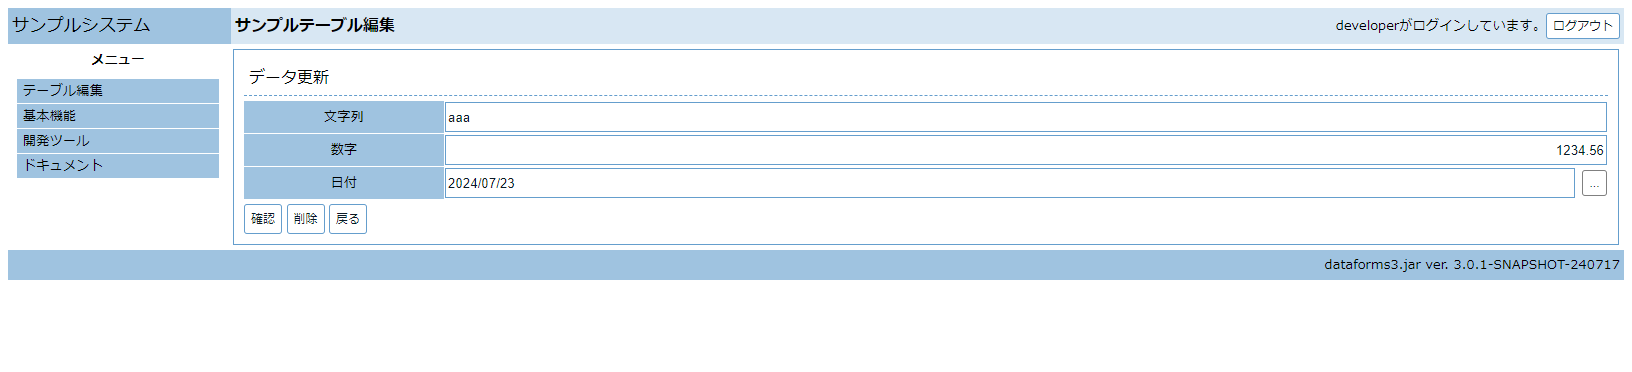 サンプルシステム
サンプルテーブル編集
developerがログインしています。 ログアウト
メニュー
テーブル編集
基本機能
開発ツール
ドキュメント
データ更新
文字列 aaa
数字 1234.56
日付 2024/07/23 ...
確認 削除 戻る
dataforms3.jar ver. 3.0.1-SNAPSHOT-240717